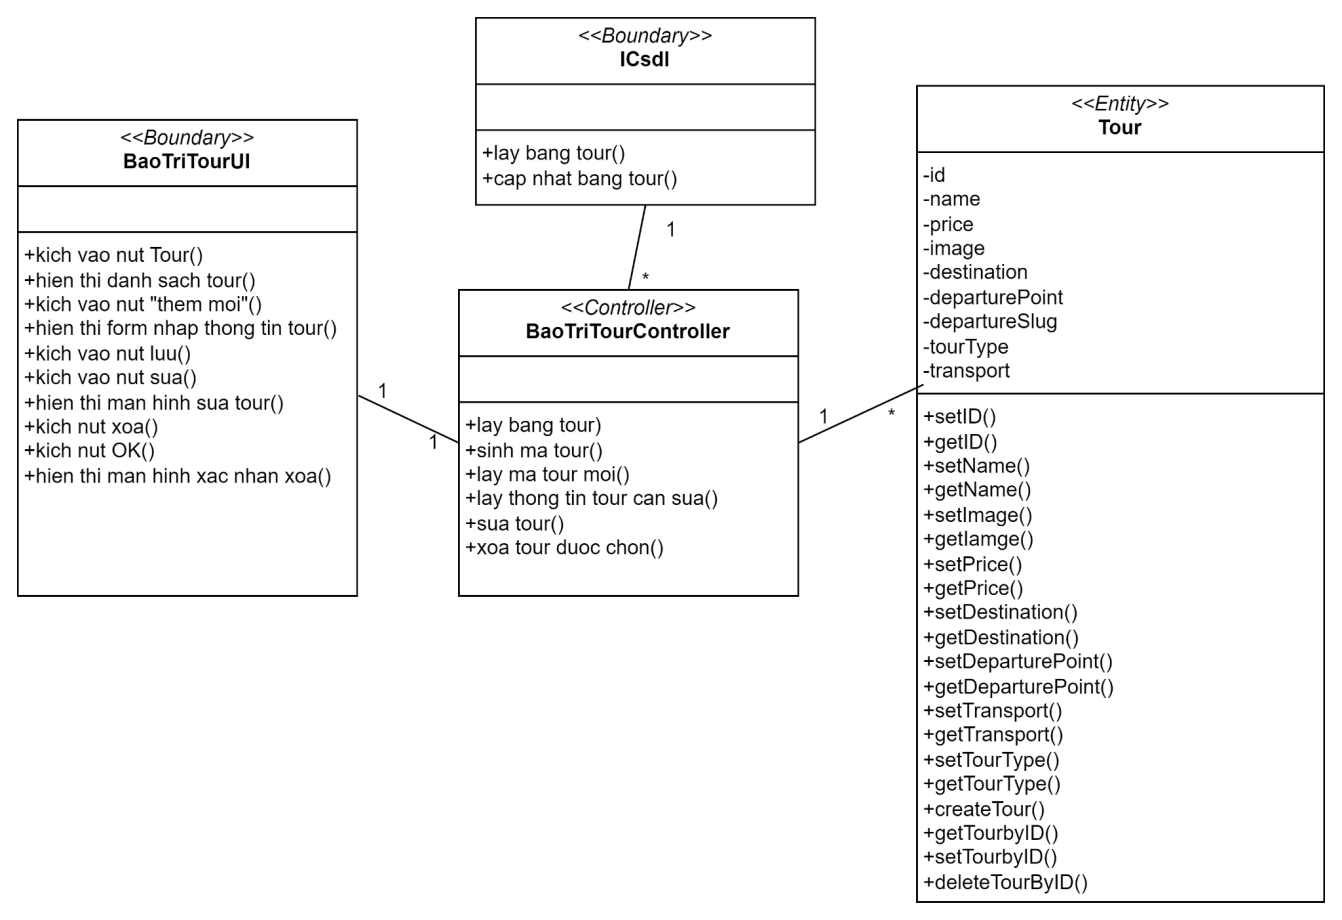 <<Boundary>>
ICsdl
+lay bang tour()
+cap nhat bang tour()
<<Boundary>>
BaoTriTourUI
+kich vao nut Tour()
+hien thi danh sach tour()
+kich vao nut "them moi"()
+hien thi form nhap thong tin tour()
+kich vao nut luu()
+kich vao nut sua()
+hien thi man hinh sua tour()
+kich nut xoa()
+kich nut OK()
+hien thi man hinh xac nhan xoa()
1
*
1
1
<<Controller>>
BaoTriTourController
+lay bang tour)
+sinh ma tour()
+lay ma tour moi()
+lay thong tin tour can sua()
+sua tour()
+xoa tour duoc chon()
1
*
<<Entity>>
Tour
-id
-name
-price
-image
-destination
-departurePoint
-departureSlug
-tourType
-transport
+setID()
+getID()
+setName()
+getName()
+setImage()
+getIamge()
+setPrice()
+getPrice()
+setDestination()
+getDestination()
+setDeparturePoint()
+getDeparturePoint()
+setTransport()
+getTransport()
+setTourType()
+getTourType()
+createTour()
+getTourbyID()
+setTourbyID()
+deleteTourByID()